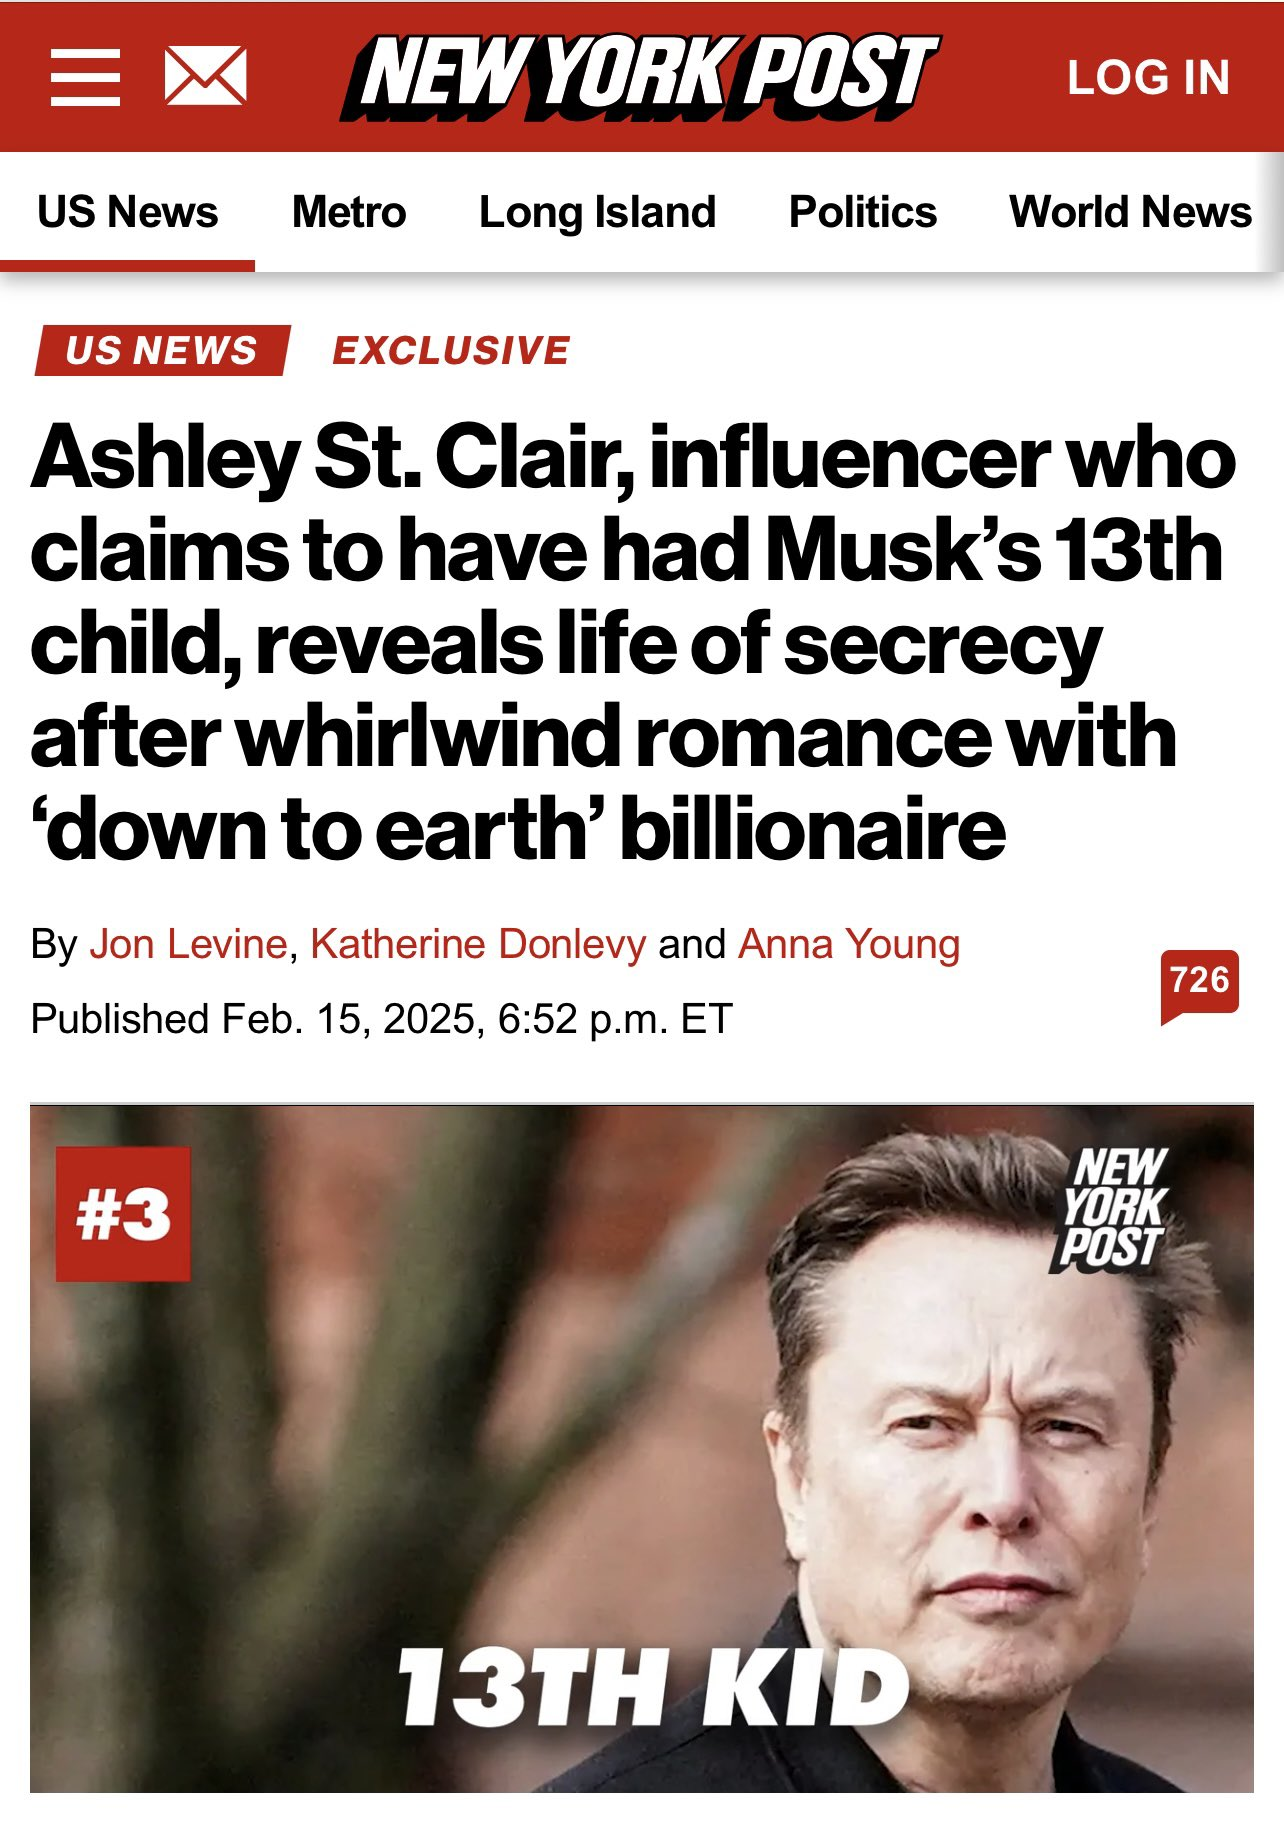 NEW YORK POST
LOG IN
US News
Metro
Long Island
Politics
World News
US NEWS
EXCLUSIVE
Ashley St. Clair, influencer who
claims to have had Musk’s 13th
child, reveals life of secrecy
after whirlwind romance with
‘down to earth’ billionaire
By Jon Levine, Katherine Donlevy and Anna Young
Published Feb. 15, 2025, 6:52 p.m. ET
726
#3
NEW
YORK
POST
13TH KID